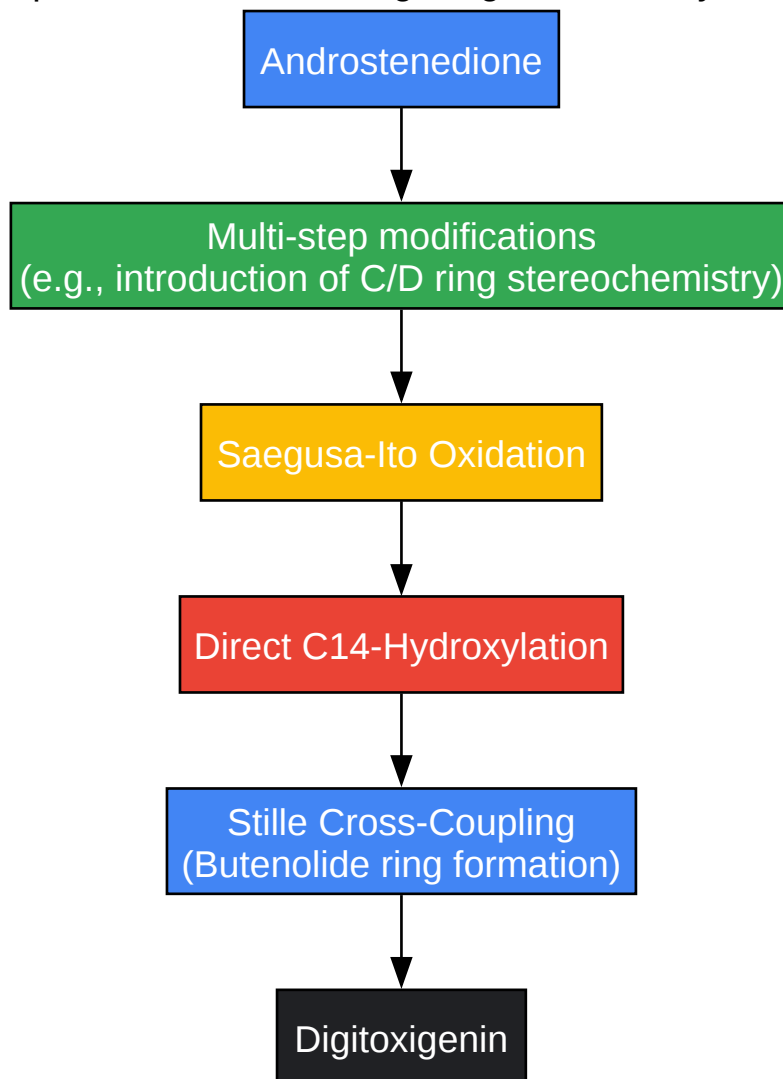 Androstenedione
Multi-step modifications
(e.g., introduction of C/D ring stereochemistry)
Saegusa-Ito Oxidation
Direct C14-Hydroxylation
Stille Cross-Coupling
(Butenolide ring formation)
Digitoxigenin